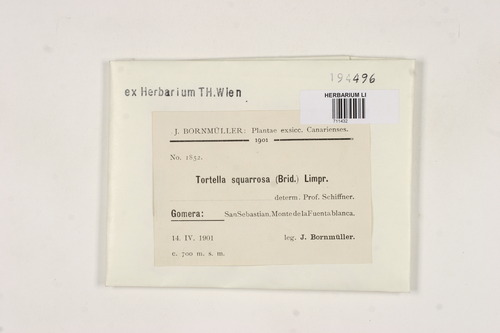 194496
ex Herbarium TH.Wien
HERBARIUM LI
J. BORNMÜLLER: Plantae exsicc. Canarienses.
1901
No. 1852.
Tortella squarrosa (Brid.) Limpr.
determ. Prof. Schiffner.
Gomera: San Sebastian. Monte de la Fuenta blanca.
14. IV. 1901 leg. J. Bornmüller.
c. 700 m. s. m.